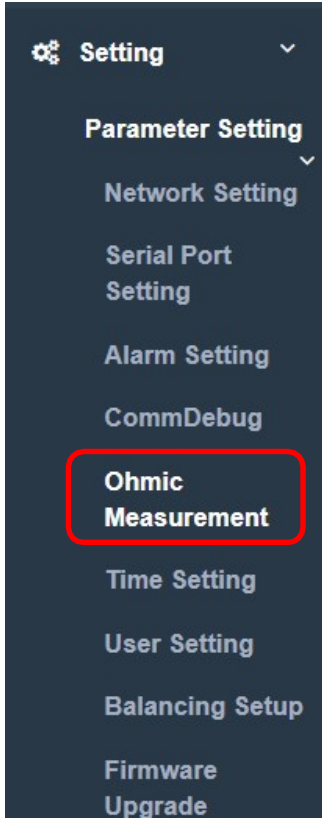 Setting
Parameter Setting
Network Setting
Serial Port
Setting
Alarm Setting
CommDebug
Ohmic
Measurement
Time Setting
User Setting
Balancing Setup
Firmware
Upgrade